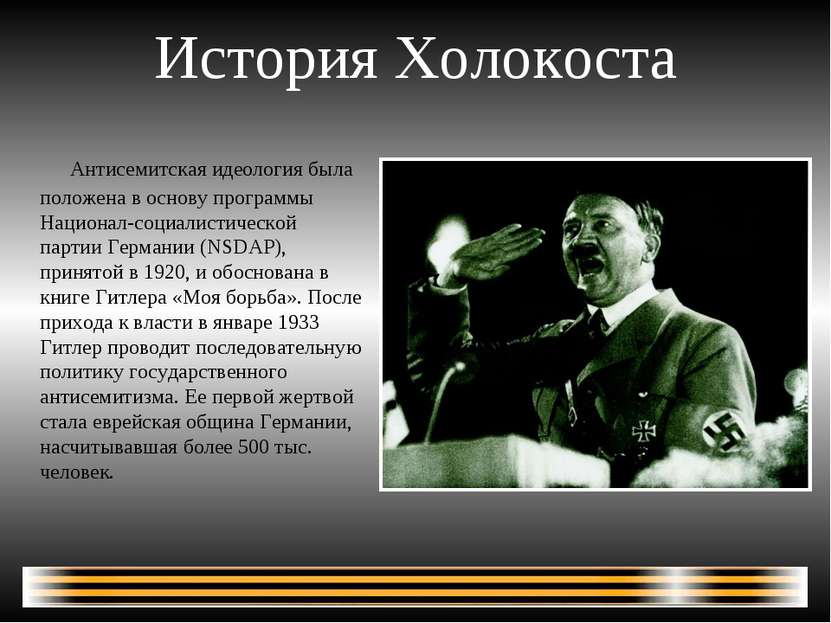 История Холокоста
Антисемитская идеология была
положена в основу программы
Национал-социалистической
партии Германии (NSDAP),
принятой в 1920, и обоснована в
книге Гитлера «Моя борьба». После
прихода к власти в январе 1933
Гитлер проводит последовательную
политику государственного
антисемитизма. Ее первой жертвой
стала еврейская община Германии,
насчитывавшая более 500 тыс.
человек.